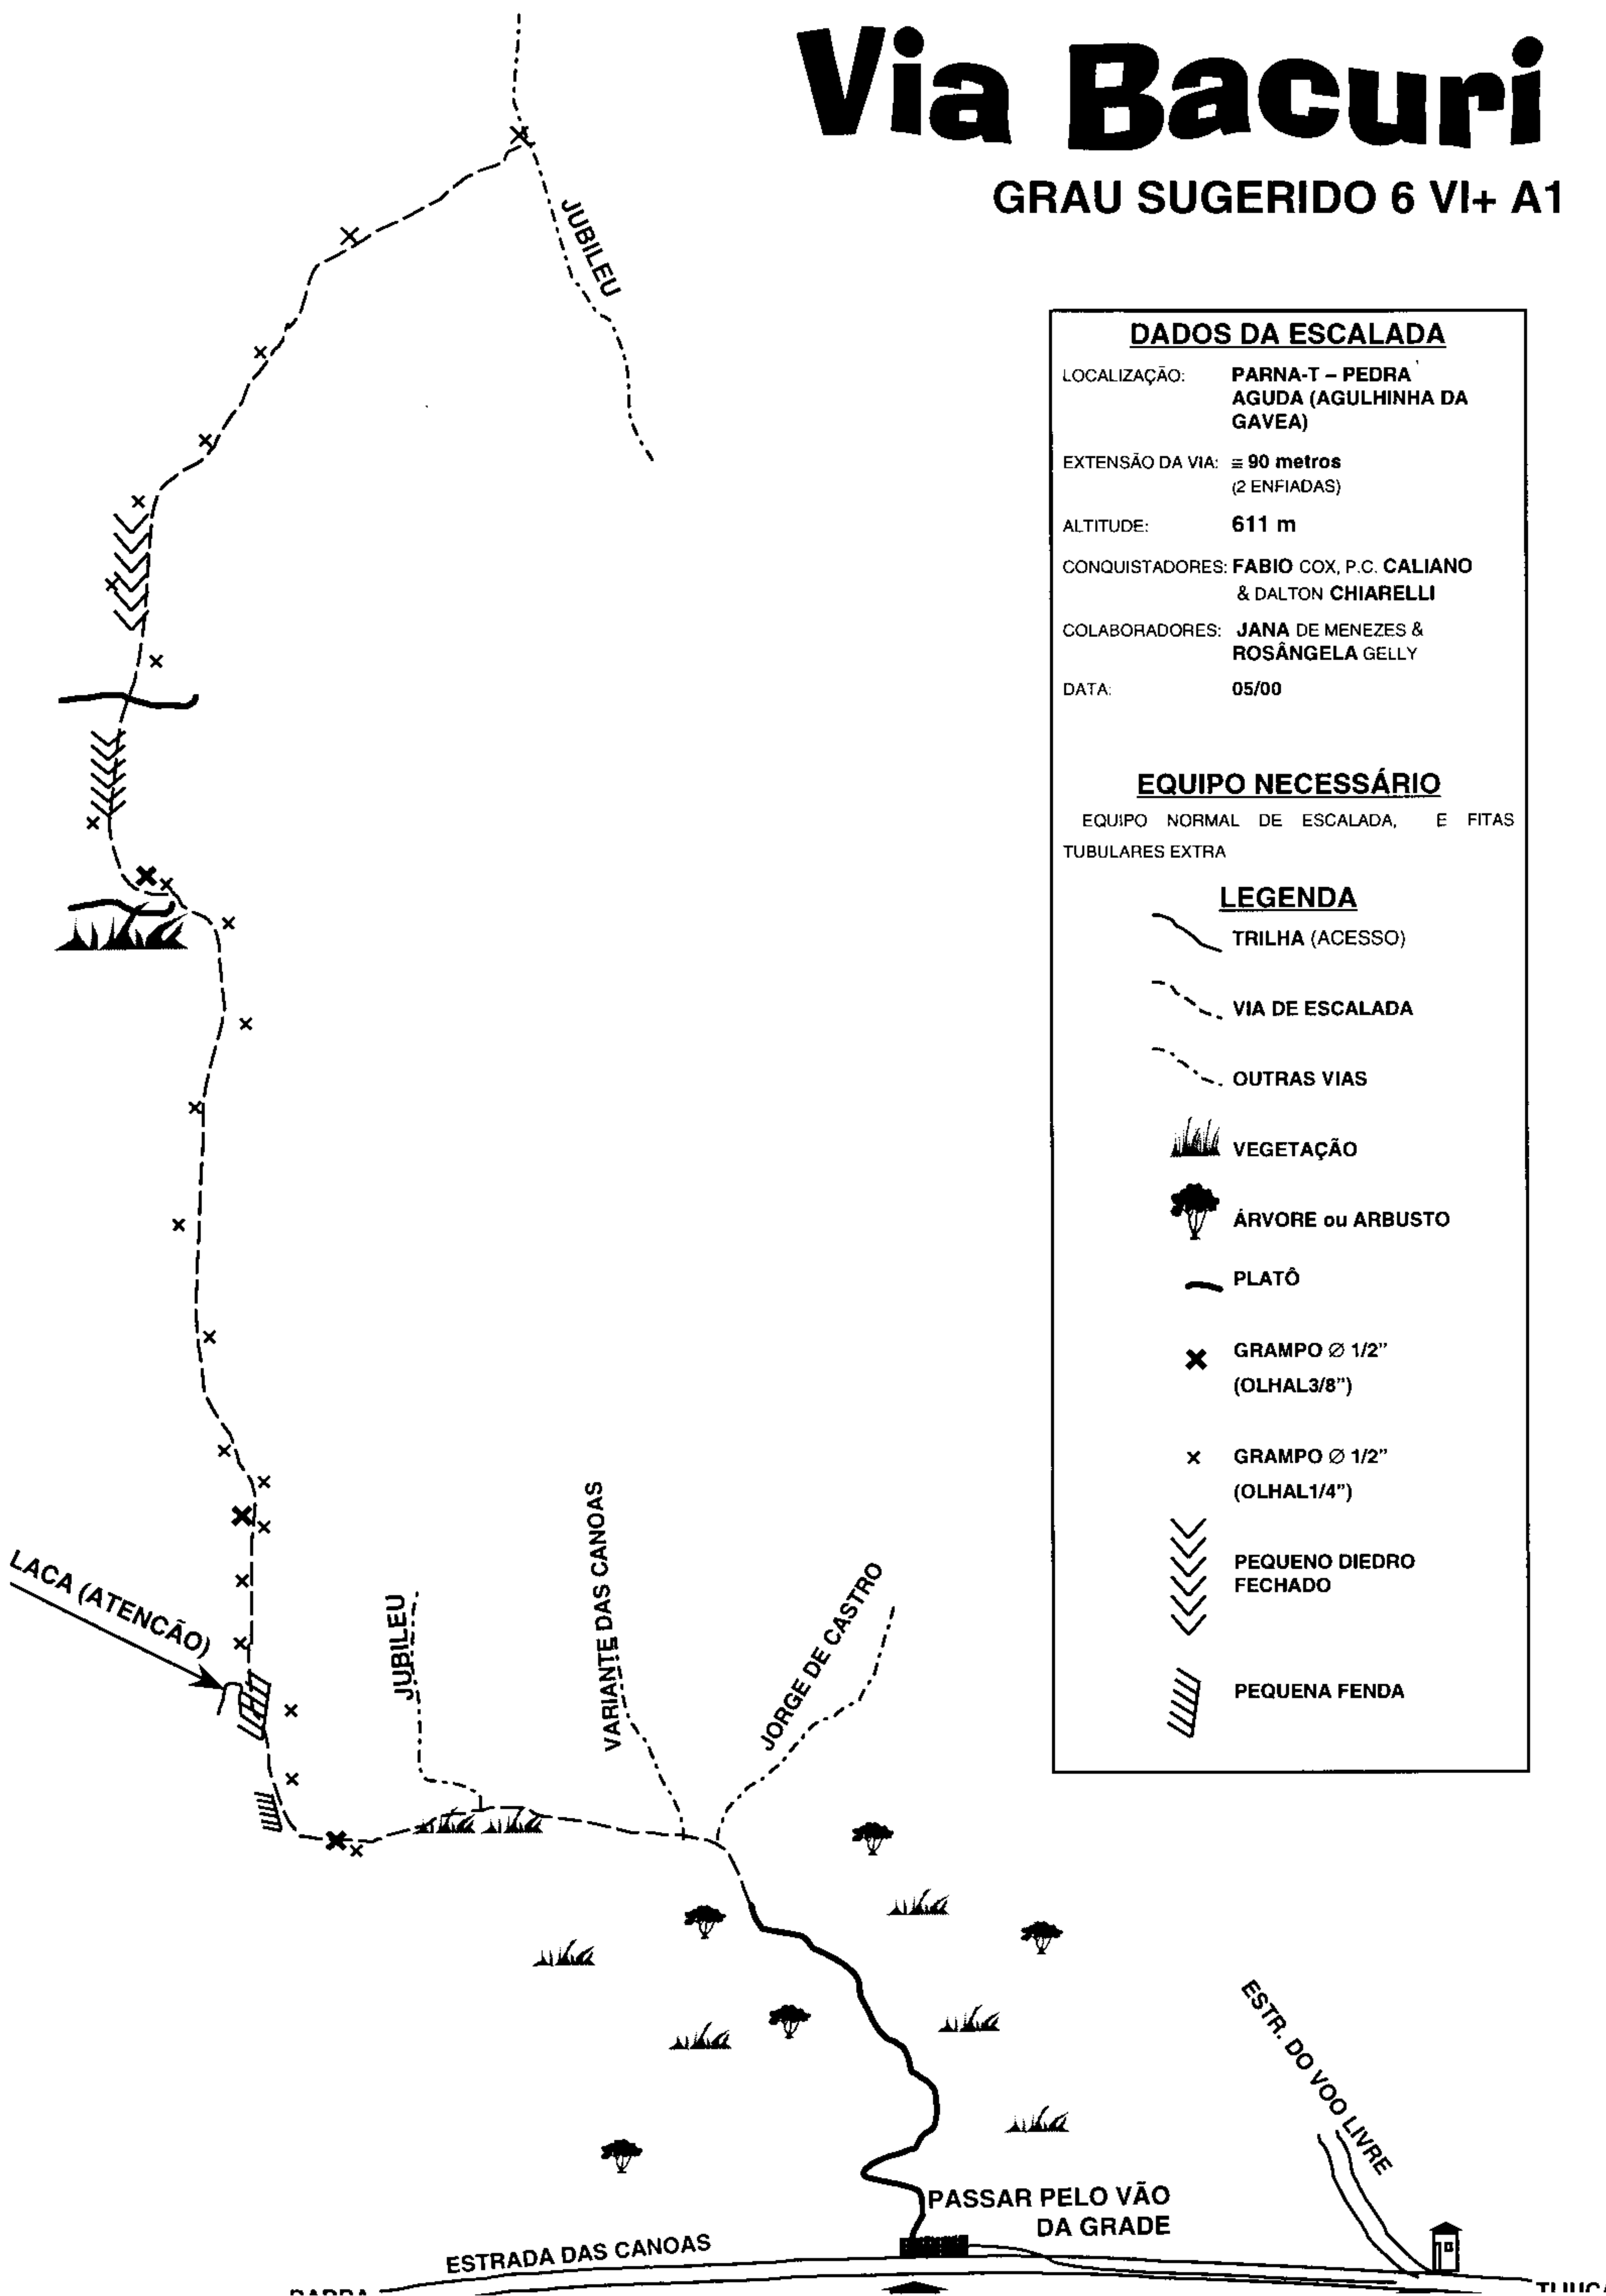 Via Bacuri
GRAU SUGERIDO 6 VI+ A1
JUBILEU
DADOS DA ESCALADA
LOCALIZAÇÃO: PARNA-T – PEDRA
AGUDA (AGULHINHA DA
GAVEA)
EXTENSÃO DA VIA: ≅ 90 metros
(2 ENFIADAS)
ALTITUDE: 611 m
CONQUISTADORES: FABIO COX, P.C. CALIANO
& DALTON CHIARELLI
COLABORADORES: JANA DE MENEZES &
ROSÂNGELA GELLY
DATA: 05/00
EQUIPO NECESSÁRIO
EQUIPO NORMAL DE ESCALADA, E FITAS
TUBULARES EXTRA
LEGENDA
TRILHA (ACESSO)
VIA DE ESCALADA
OUTRAS VIAS
VEGETAÇÃO
ÁRVORE ou ARBUSTO
PLATÔ
GRAMPO Ø 1/2”
(OLHAL3/8”)
GRAMPO Ø 1/2”
(OLHAL1/4”)
PEQUENO DIEDRO
FECHADO
PEQUENA FENDA
LACA (ATENCÃO)
JUBILEU
VARIANTE DAS CANOAS
JORGE DE CASTRO
ESTR. DO VOO LIVRE
PASSAR PELO VÃO
DA GRADE
ESTRADA DAS CANOAS